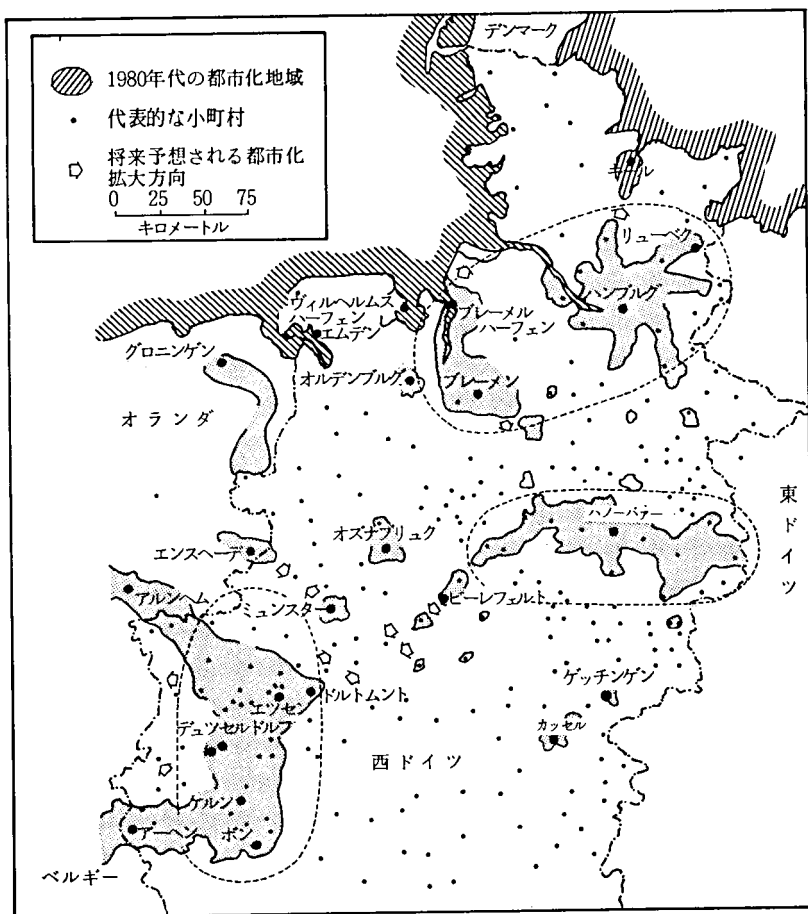 1980年代の都市化地域
代表的な小町村
将来予想される都市化
拡大方向
0 25 50 75
キロメートル
デンマーク
キール
リューベク
ハンブルグ
ヴィルヘルムス
ハーフェン
エムデン
ブレーメル
ハーフェン
グロニンゲン
オルデンブルグ
ブレーメン
オランダ
東ドイツ
ハノーバァー
オズナブリュク
エンスヘーデ
アルンヘム
ミュンスター
ビーレフェルト
ゲッチンゲン
ドルトムント
エッセン
デュッセルドルフ
カッセル
西ドイツ
ケルン
アーヘン
ボン
ベルギー